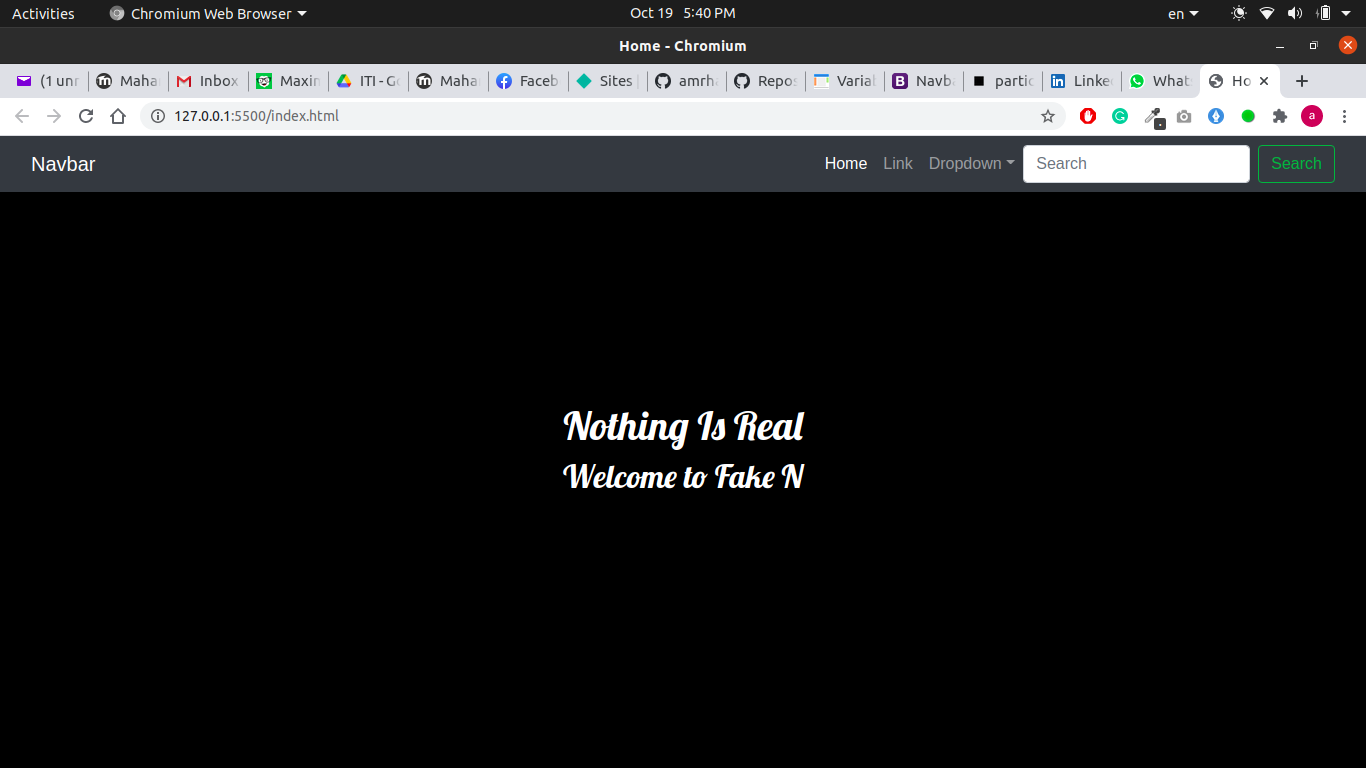 Activities Chromium Web Browser Oct 19 5:40 PM en
Home - Chromium
(1 unr Maha Inbox Maxin ITI - Go Maha Faceb Sites amrha Repos Variab Navba partic Linke What Ho
127.0.0.1:5500/index.html
Navbar Home Link Dropdown Search Search
Nothing Is Real
Welcome to Fake N